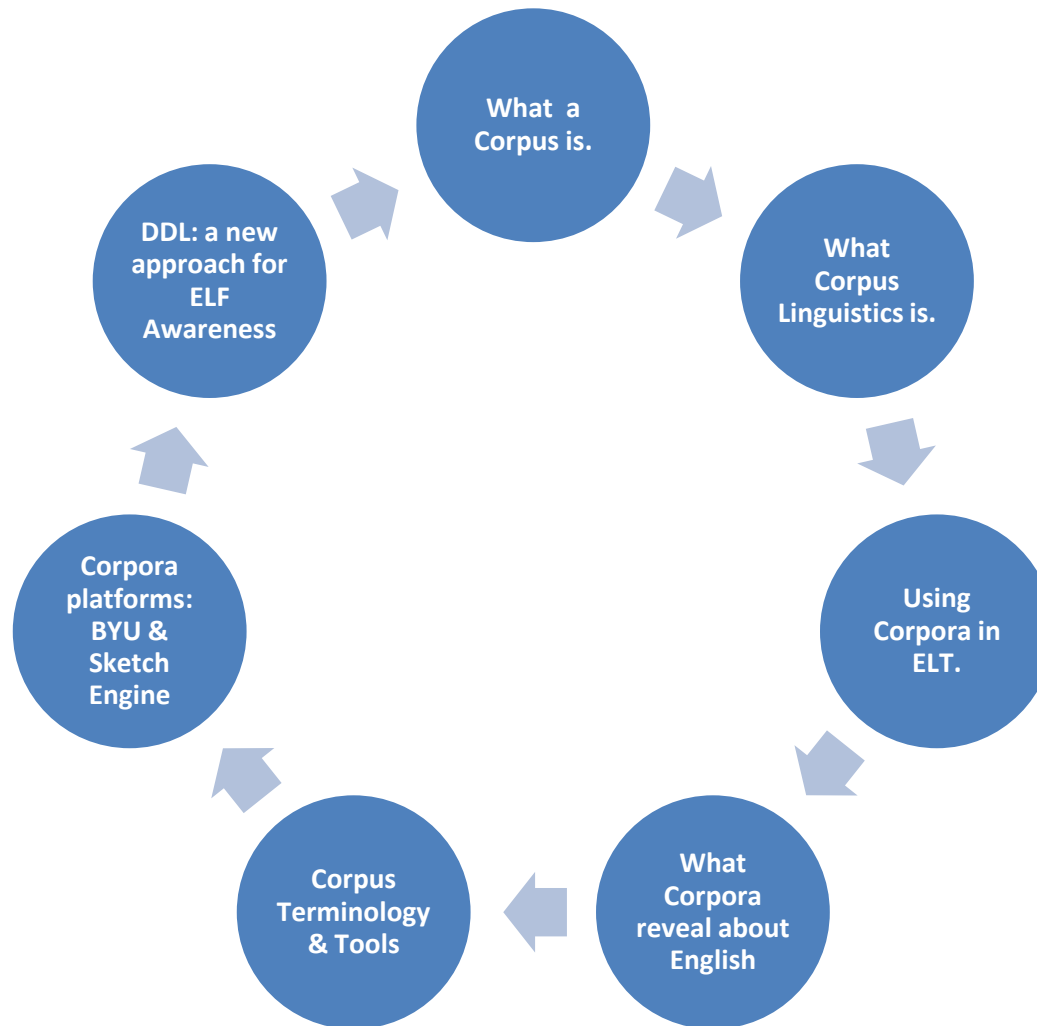 What a
Corpus is.
What
Corpus
Linguistics is.
Using
Corpora in
ELT.
What
Corpora
reveal about
English
Corpus
Terminology
& Tools
Corpora
platforms:
BYU &
Sketch
Engine
DDL: a new
approach for
ELF
Awareness